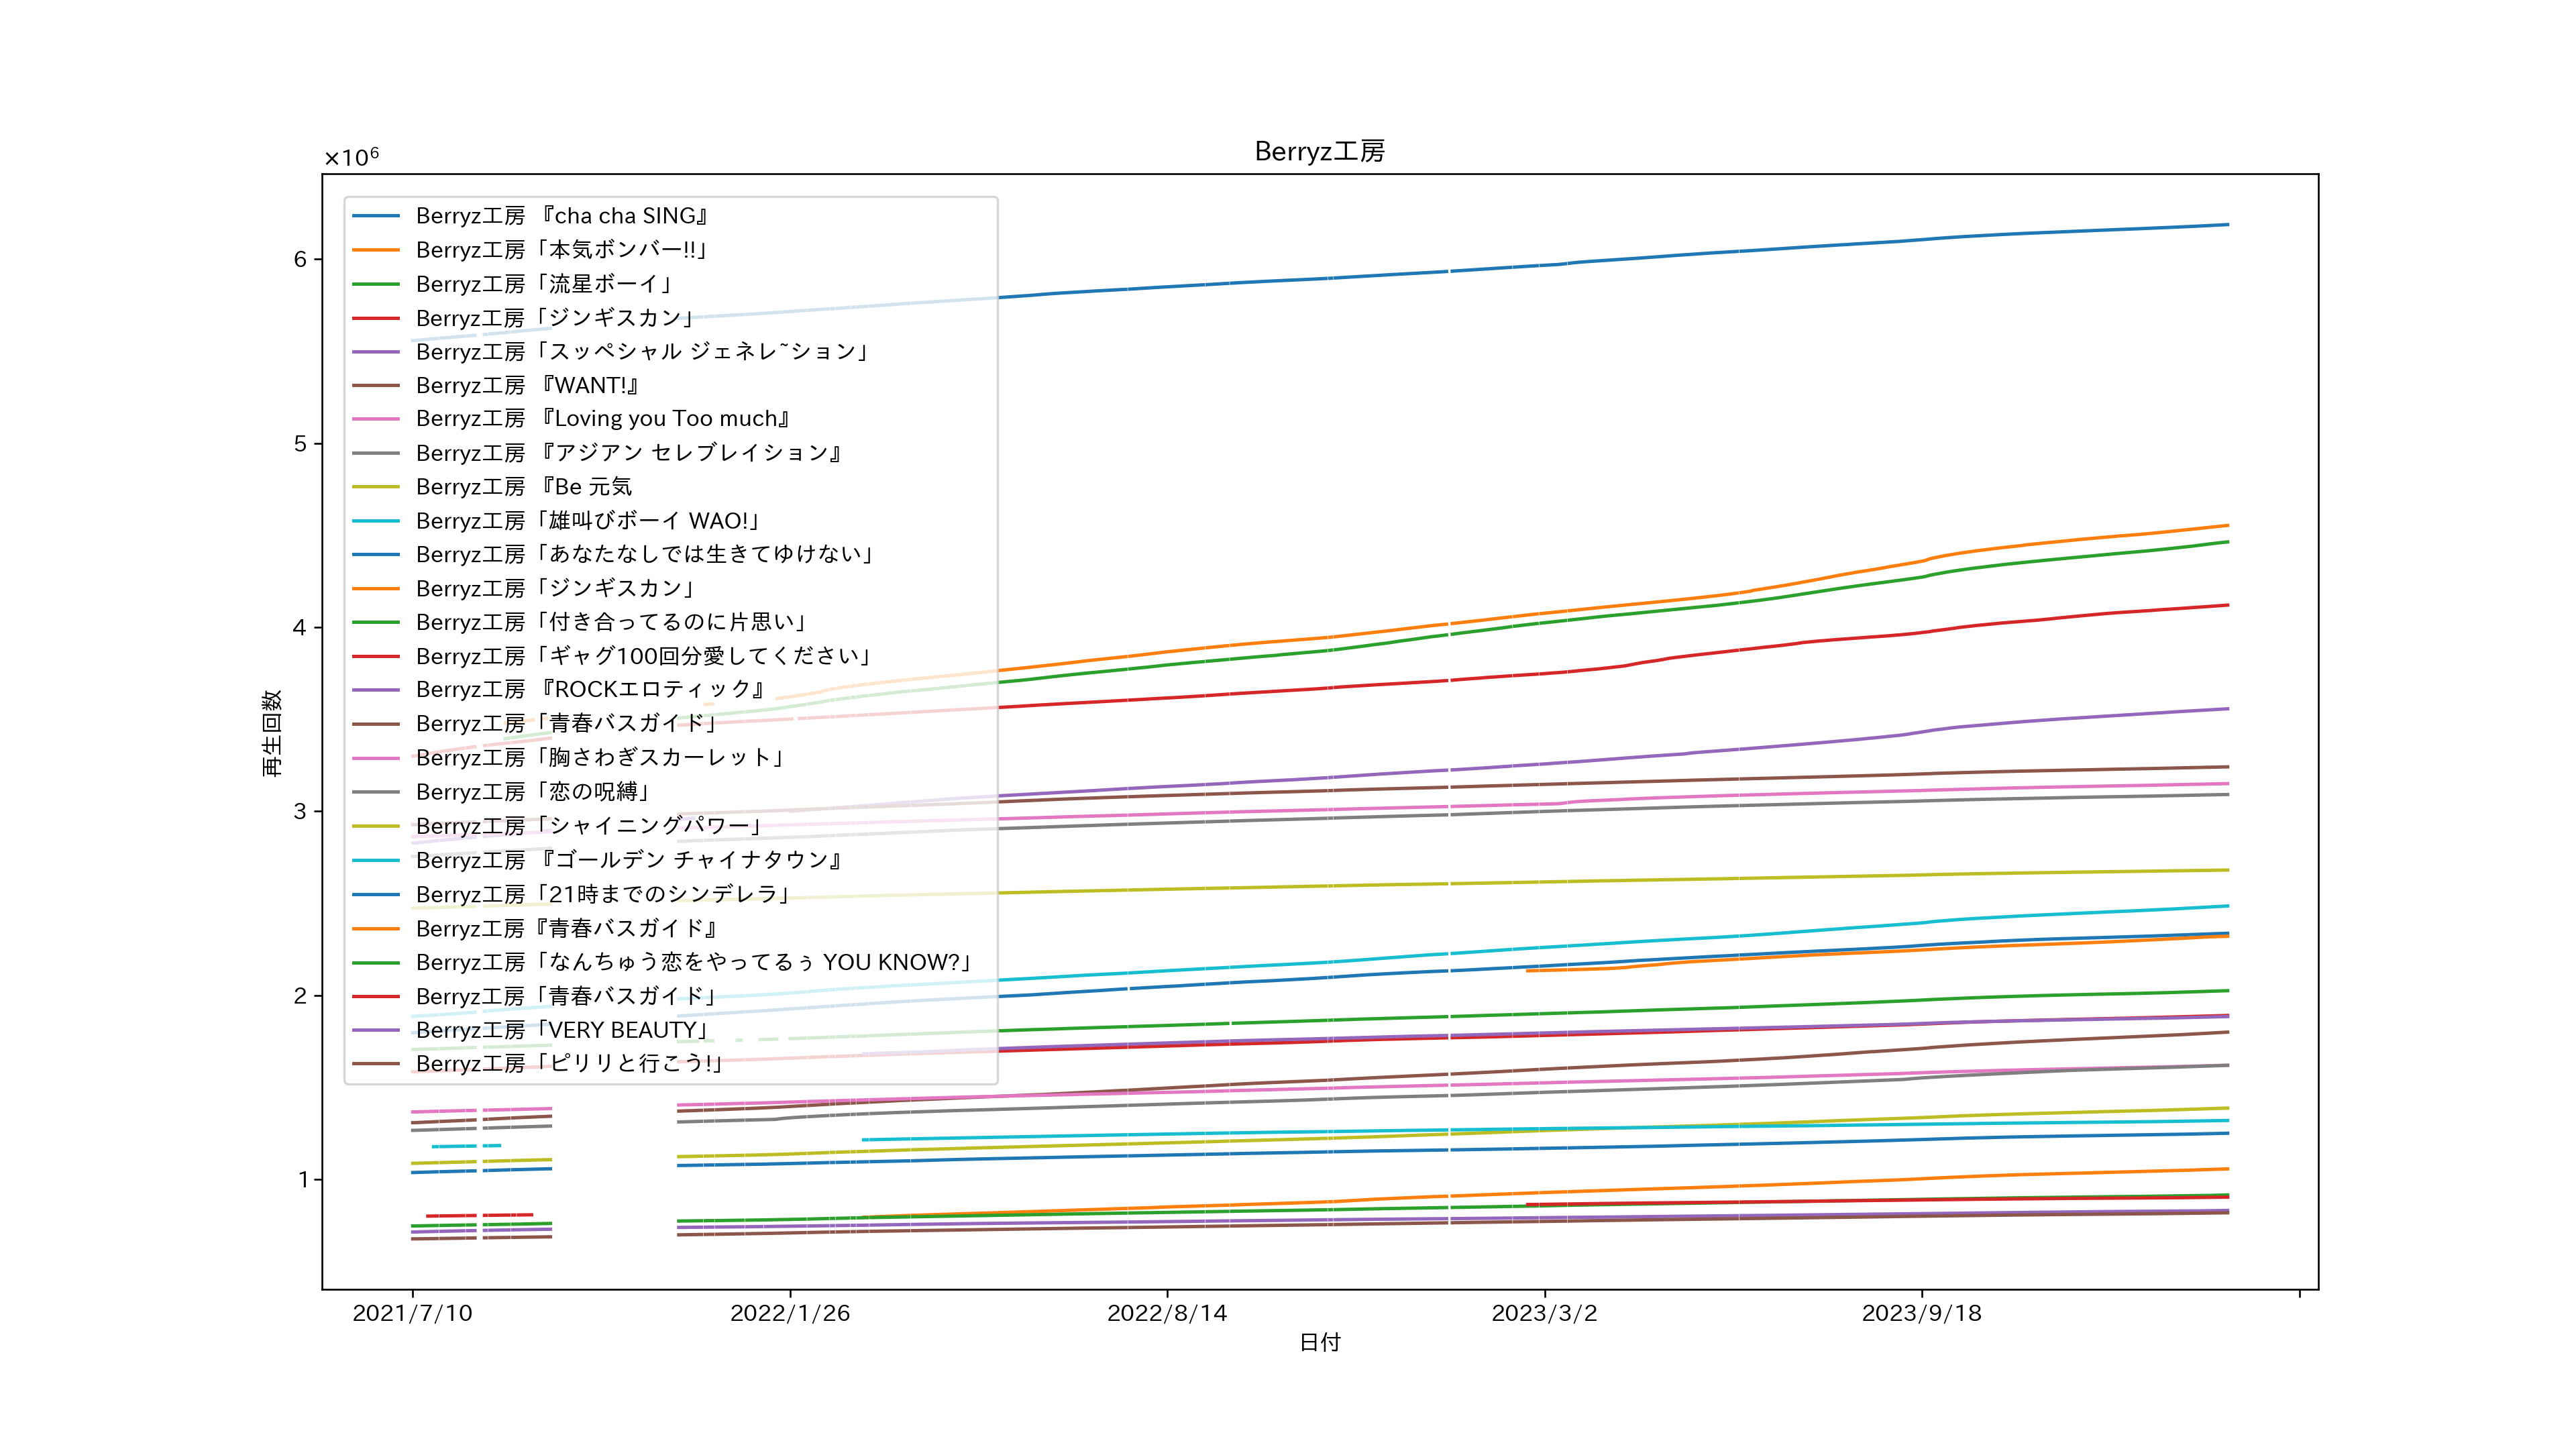 Berryz工房
×10⁶
Berryz工房 『cha cha SING』
Berryz工房「本気ボンバー!!」
Berryz工房「流星ボーイ」
Berryz工房「ジンギスカン」
Berryz工房「スッペシャル ジェネレ~ション」
Berryz工房 『WANT!』
Berryz工房 『Loving you Too much』
Berryz工房 『アジアン セレブレイション』
Berryz工房 『Be 元気
Berryz工房「雄叫びボーイ WAO!」
Berryz工房「あなたなしでは生きてゆけない」
Berryz工房「ジンギスカン」
Berryz工房「付き合ってるのに片思い」
Berryz工房「ギャグ100回分愛してください」
Berryz工房 『ROCKエロティック』
Berryz工房「青春バスガイド」
Berryz工房「胸さわぎスカーレット」
Berryz工房「恋の呪縛」
Berryz工房「シャイニングパワー」
Berryz工房 『ゴールデン チャイナタウン』
Berryz工房「21時までのシンデレラ」
Berryz工房『青春バスガイド』
Berryz工房「なんちゅう恋をやってるぅ YOU KNOW?」
Berryz工房「青春バスガイド」
Berryz工房「VERY BEAUTY」
Berryz工房「ピリリと行こう!」
6
5
4
3
2
1
再生回数
2021/7/10
2022/1/26
2022/8/14
2023/3/2
2023/9/18
日付